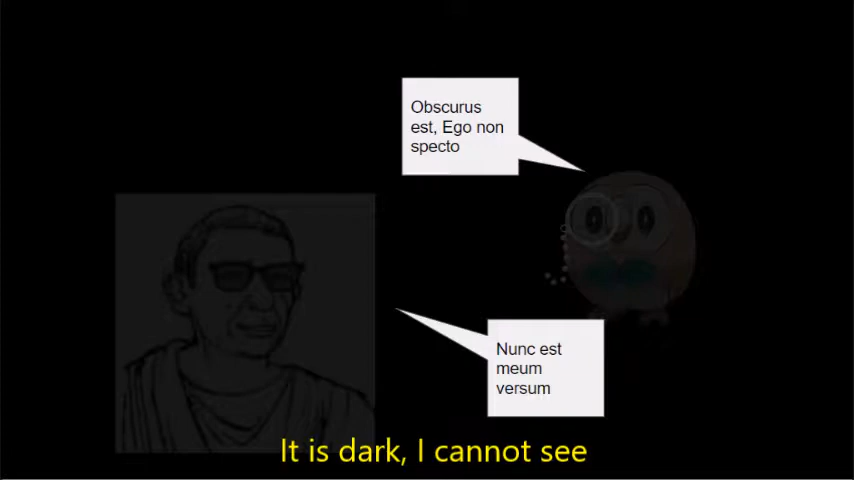 Obscurus
est, Ego non
specto
Nunc est
meum
versum
It is dark, I cannot see